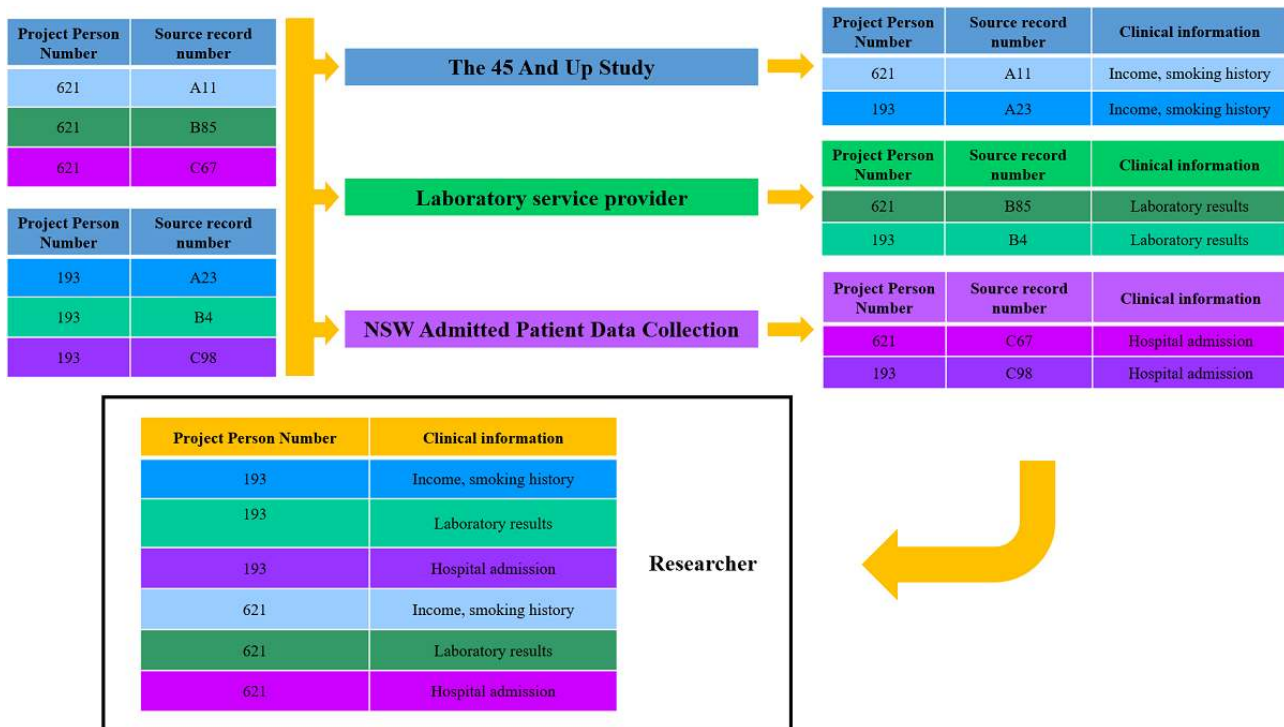 Project Person Number Source record number
621 A11
621 B85
621 C67
Project Person Number Source record number
193 A23
193 B4
193 C98
The 45 And Up Study
Laboratory service provider
NSW Admitted Patient Data Collection
Project Person Number Source record number Clinical information
621 A11 Income, smoking history
193 A23 Income, smoking history
Project Person Number Source record number Clinical information
621 B85 Laboratory results
193 B4 Laboratory results
Project Person Number Source record number Clinical information
621 C67 Hospital admission
193 C98 Hospital admission
Project Person Number Clinical information
193 Income, smoking history
193 Laboratory results
193 Hospital admission
621 Income, smoking history
621 Laboratory results
621 Hospital admission
Researcher